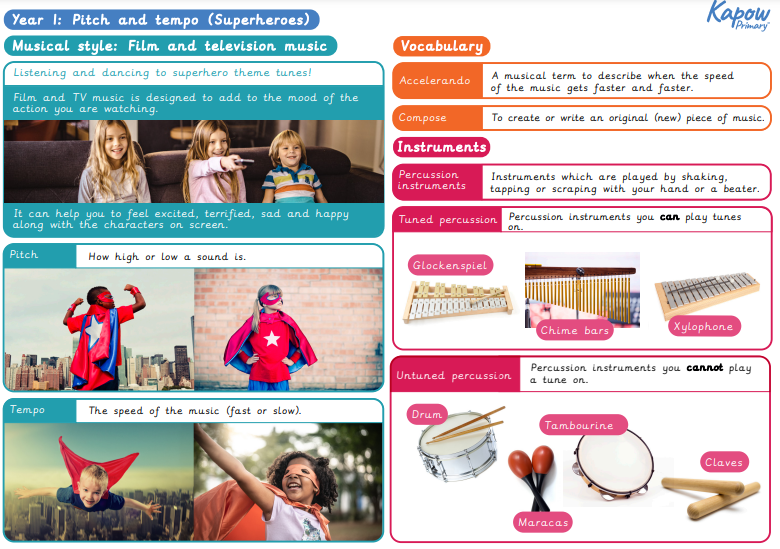 Kapow
Primary
Year 1: Pitch and tempo (Superheroes)
Musical style: Film and television music
Listening and dancing to superhero theme tunes!
Film and TV music is designed to add to the mood of the
action you are watching.
It can help you to feel excited, terrified, sad and happy
along with the characters on screen.
Pitch
How high or low a sound is.
Tempo
The speed of the music (fast or slow).
Vocabulary
Accelerando
A musical term to describe when the speed
of the music gets faster and faster.
Compose
To create or write an original (new) piece of music.
Instruments
Percussion
instruments
Instruments which are played by shaking,
tapping or scraping with your hand or a beater.
Tuned percussion
Percussion instruments you can play tunes
on.
Glockenspiel
Chime bars
Xylophone
Untuned percussion
Percussion instruments you cannot play
a tune on.
Drum
Tambourine
Claves
Maracas